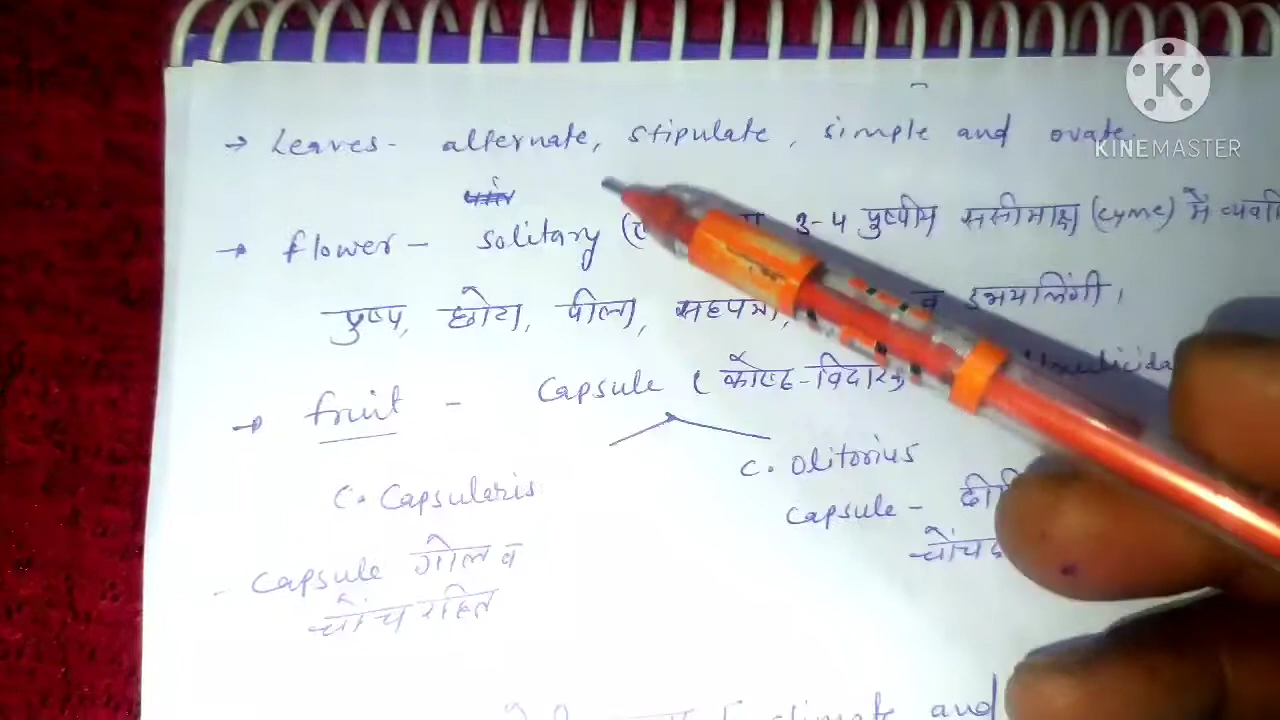 → Leaves - alternate, stipulate, simple and ovate.
KINEMASTER
→ flower - solitary ( 3-4 पुष्पीय ससीमाक्ष (cyme) में
पुष्प, छोटा, पीला, सहपत्री, व उभयलिंगी।
→ fruit - Capsule (कोष्ठ-विदारक)
C. Capsularis
C. Olitorius
Capsule -
- Capsule गोल व
चोंच रहित
climate and